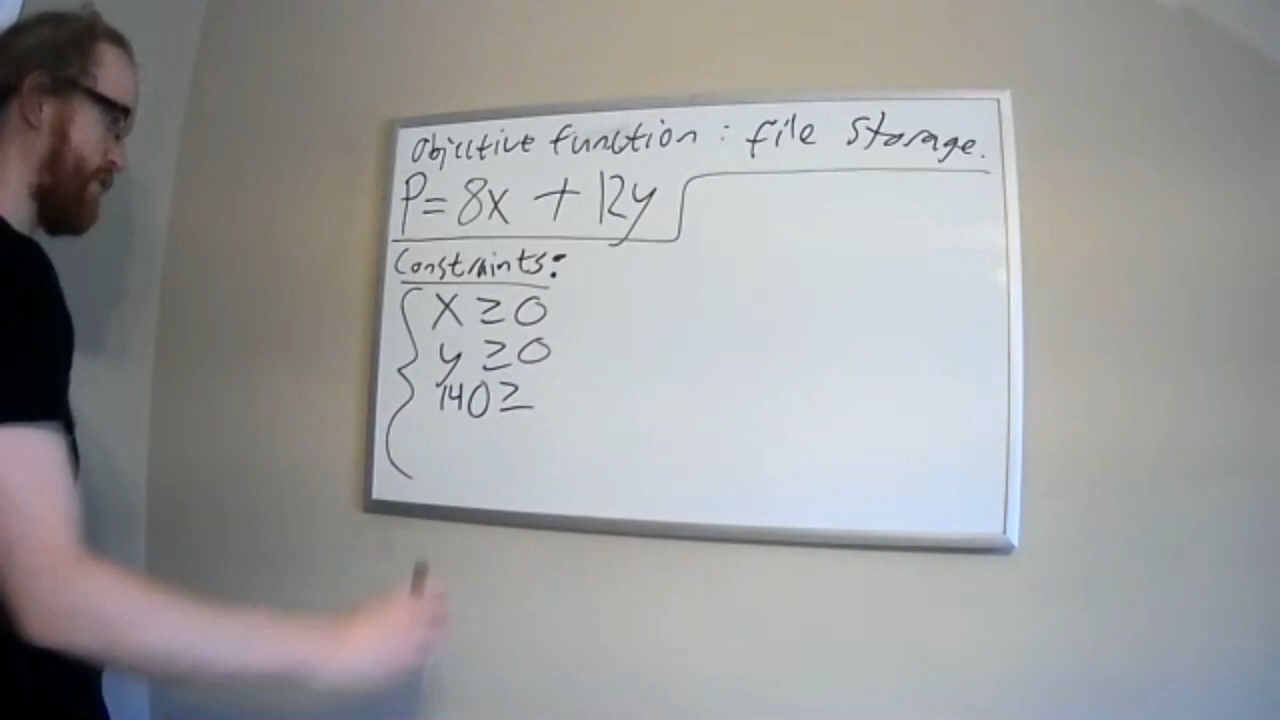 Objective function: file storage.
P=8x + 12y
Constraints:
x ≥ 0
y ≥ 0
140 ≥